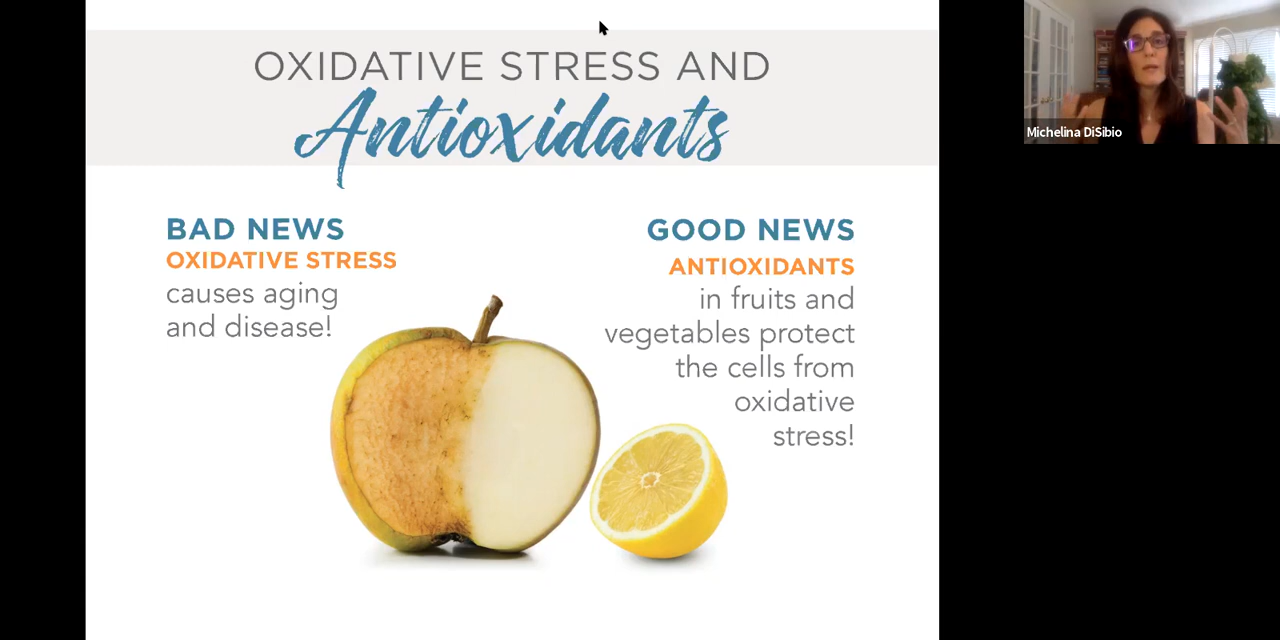 OXIDATIVE STRESS AND
Antioxidants
BAD NEWS
OXIDATIVE STRESS
causes aging
and disease!
GOOD NEWS
ANTIOXIDANTS
in fruits and
vegetables protect
the cells from
oxidative
stress!
Michelina DiSibio